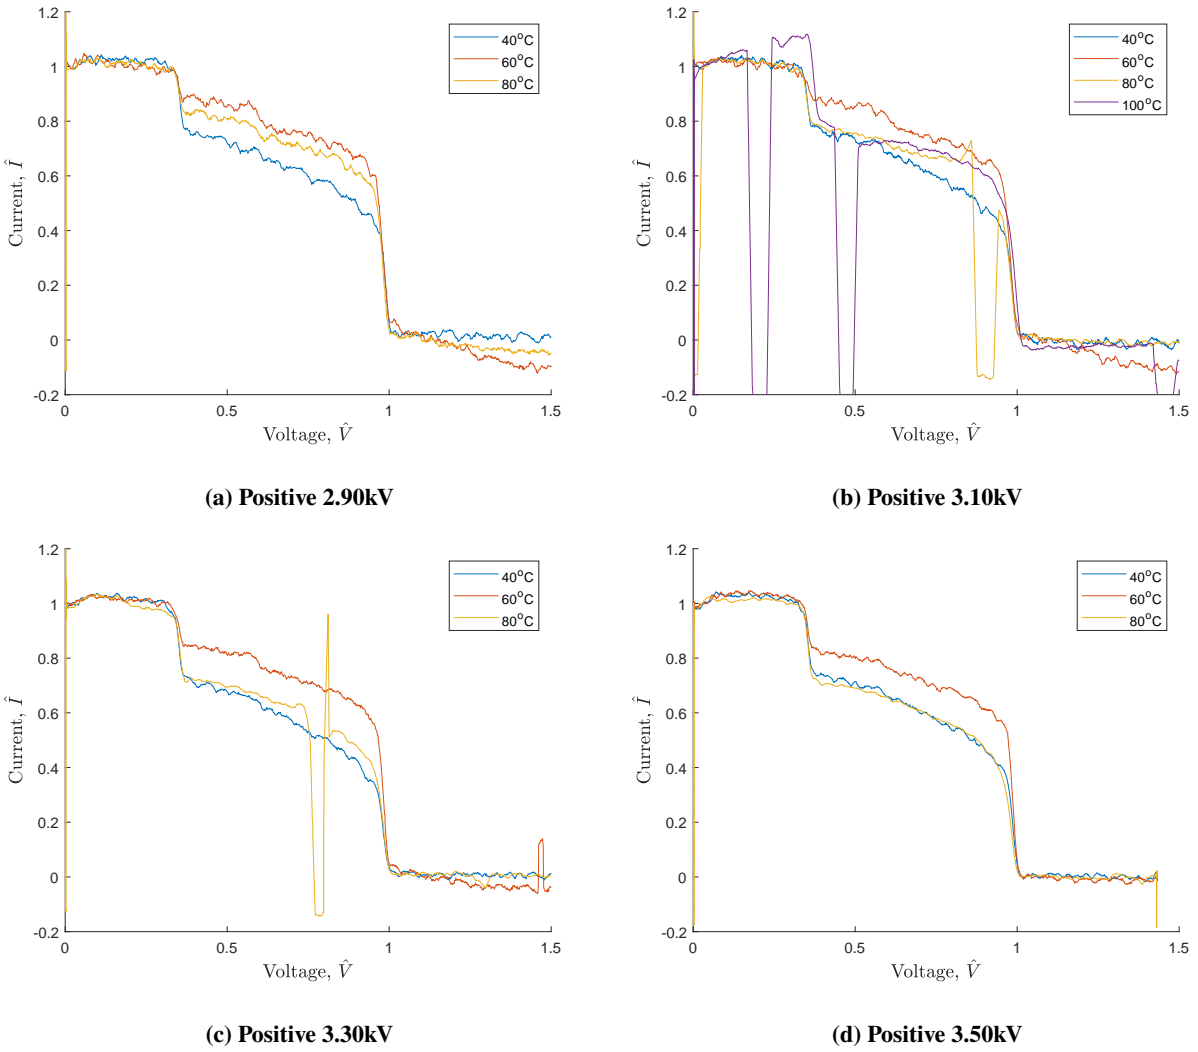 1.2
1
0.8
0.6
0.4
0.2
0
-0.2
0
0.5
1
1.5
Current, Î
Voltage, V̂
40°C
60°C
80°C
(a) Positive 2.90kV
1.2
1
0.8
0.6
0.4
0.2
0
-0.2
0
0.5
1
1.5
Current, Î
Voltage, V̂
40°C
60°C
80°C
100°C
(b) Positive 3.10kV
1.2
1
0.8
0.6
0.4
0.2
0
-0.2
0
0.5
1
1.5
Current, Î
Voltage, V̂
40°C
60°C
80°C
(c) Positive 3.30kV
1.2
1
0.8
0.6
0.4
0.2
0
-0.2
0
0.5
1
1.5
Current, Î
Voltage, V̂
40°C
60°C
80°C
(d) Positive 3.50kV